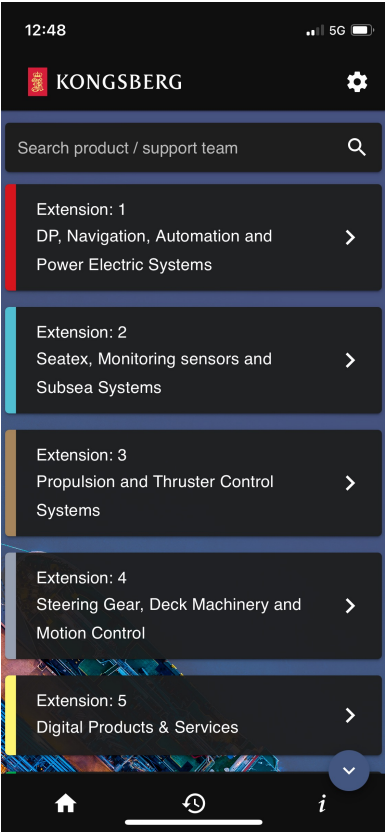 12:48
5G
KONGSBERG
Search product / support team
Extension: 1
DP, Navigation, Automation and
Power Electric Systems
Extension: 2
Seatex, Monitoring sensors and
Subsea Systems
Extension: 3
Propulsion and Thruster Control
Systems
Extension: 4
Steering Gear, Deck Machinery and
Motion Control
Extension: 5
Digital Products & Services
i